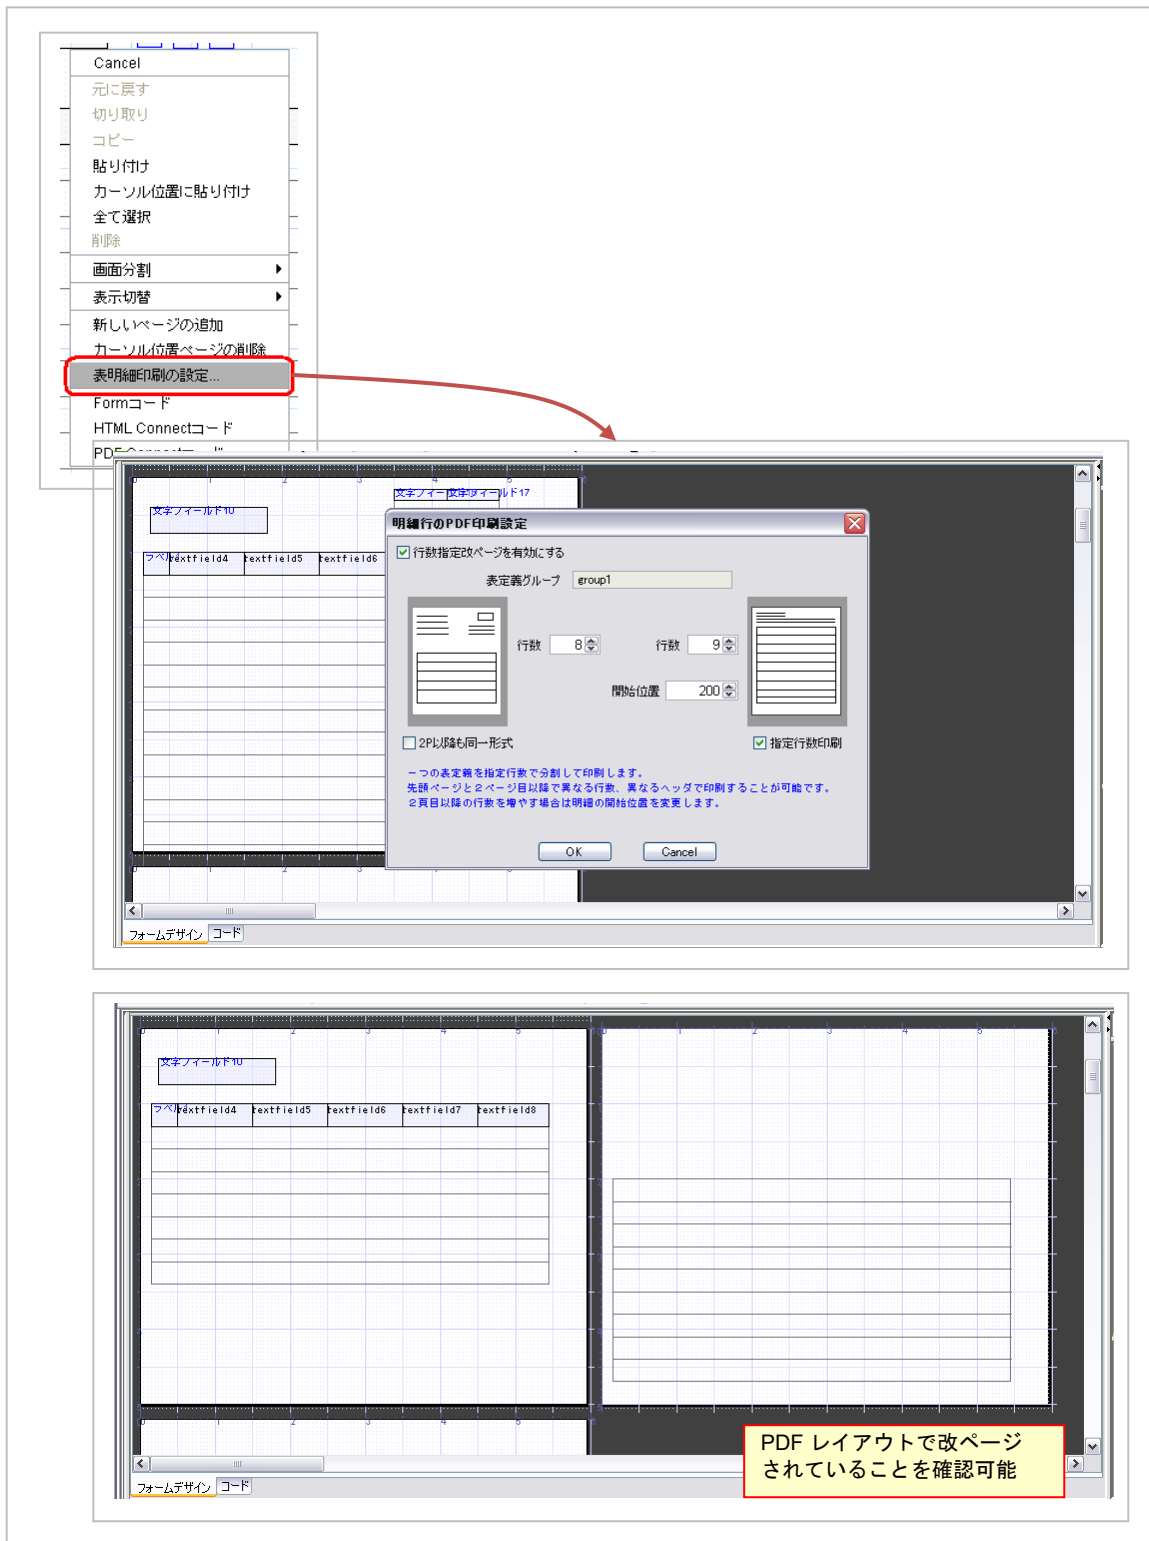 Cancel
元に戻す
切り取り
コピー
貼り付け
カーソル位置に貼り付け
全て選択
削除
画面分割
表示切替
新しいページの追加
カーソル位置ページの削除
表明細印刷の設定...
Formコード
HTML Connectコード
文字フィールド17
文字フィールド10
textfield4 textfield5 textfield6
明細行のPDF印刷設定
行数指定改ページを有効にする
表定義グループ group1
行数 8 行数 9
開始位置 200
2P以降も同一形式 指定行数印刷
一つの表定義を指定行数で分割して印刷します。
先頭ページと２ページ目以降で異なる行数、異なるヘッダで印刷することが可能です。
２頁目以降の行数を増やす場合は明細の開始位置を変更します。
OK Cancel
フォームデザイン コード
文字フィールド10
textfield4 textfield5 textfield6 textfield7 textfield8
PDF レイアウトで改ページ
されていることを確認可能
フォームデザイン コード